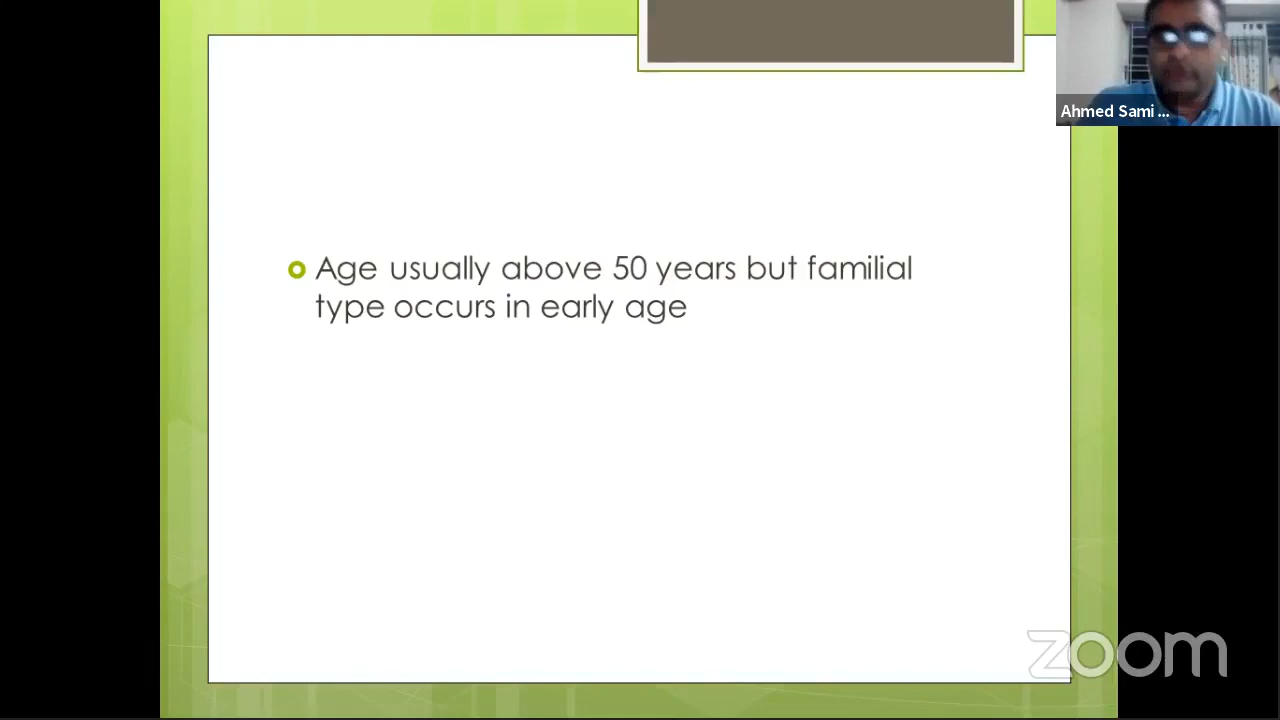 Ahmed Sami ...
Age usually above 50 years but familial
type occurs in early age
zoom